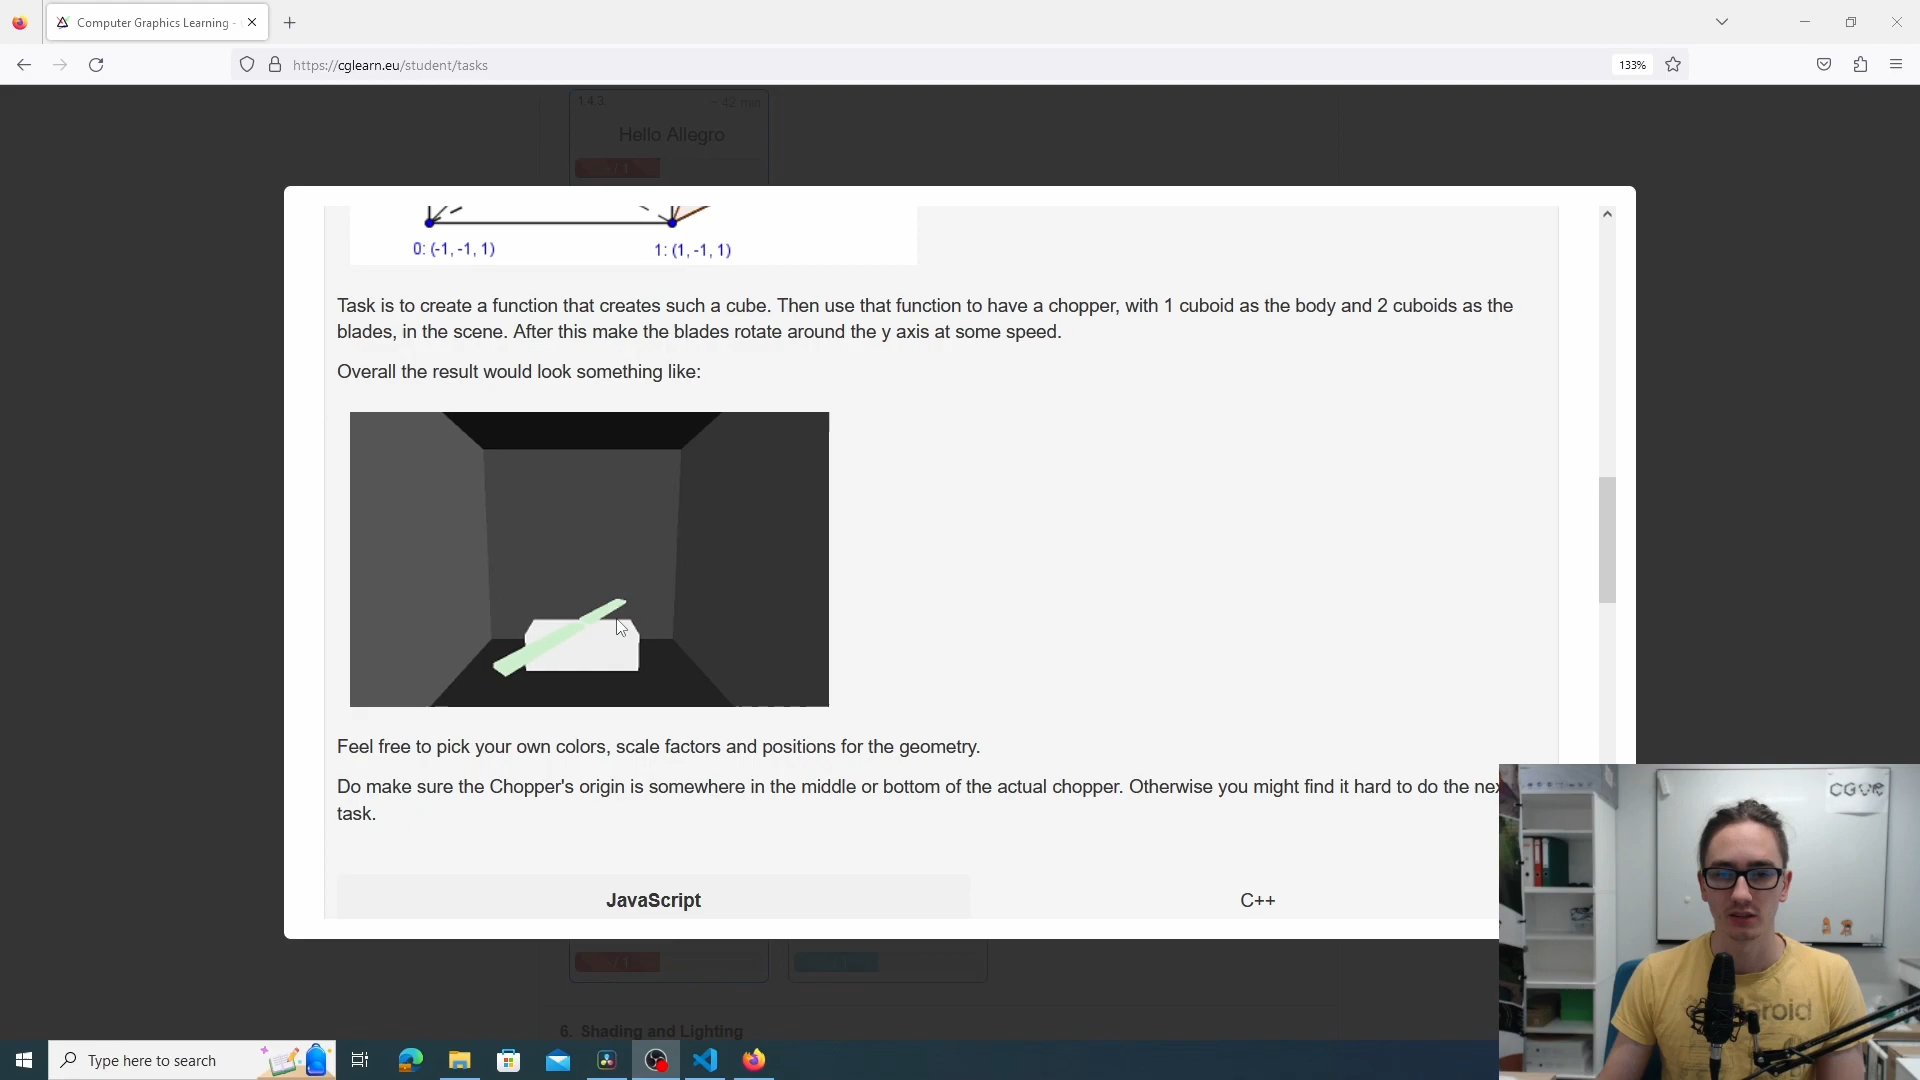 Computer Graphics Learning -
https://cglearn.eu/student/tasks
133%
1.4.3.
~ 42 min
Hello Allegro
0: (-1, -1, 1)
1: (1, -1, 1)
Task is to create a function that creates such a cube. Then use that function to have a chopper, with 1 cuboid as the body and 2 cuboids as the
blades, in the scene. After this make the blades rotate around the y axis at some speed.
Overall the result would look something like:
Feel free to pick your own colors, scale factors and positions for the geometry.
Do make sure the Chopper's origin is somewhere in the middle or bottom of the actual chopper. Otherwise you might find it hard to do the
task.
JavaScript
C++
6. Shading and Lighting
Type here to search